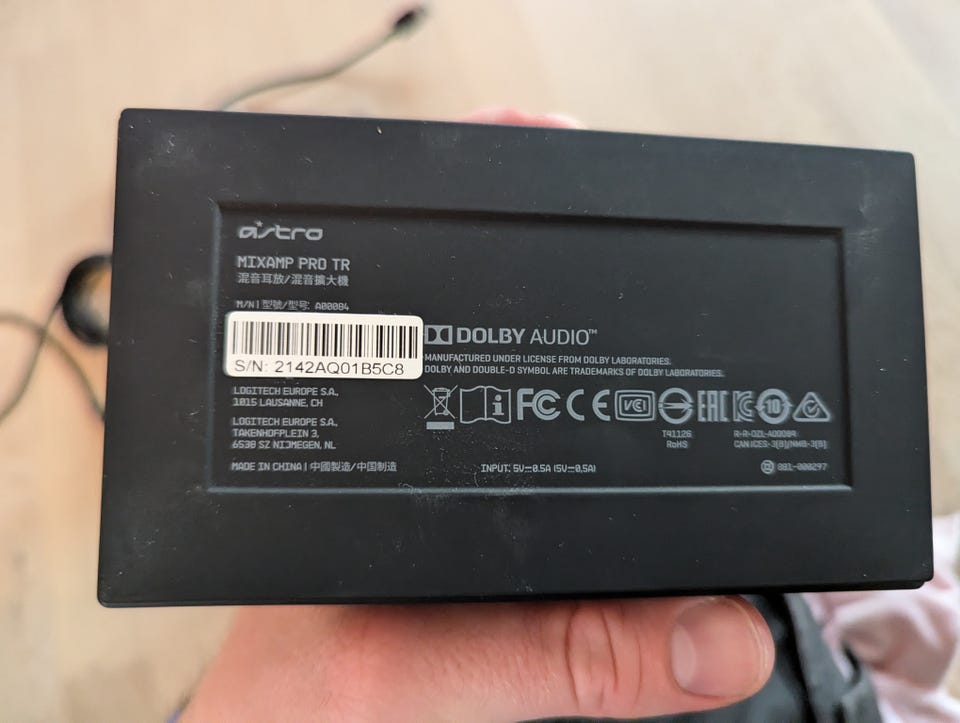 astro
MIXAMP PRO TR
混音耳放/混音擴大機
M/N | 型號/型号: A00084
S/N: 2142AQ01B5C8
DOLBY AUDIO™
MANUFACTURED UNDER LICENSE FROM DOLBY LABORATORIES.
DOLBY AND DOUBLE-D SYMBOL ARE TRADEMARKS OF DOLBY LABORATORIES.
LOGITECH EUROPE S.A.,
1015 LAUSANNE, CH
LOGITECH EUROPE S.A.,
TAKENHOFPLEIN 3,
6538 SZ NIJMEGEN, NL
FC CE VCI EAC KC 10
T41126
RoHS
R-R-DZL-A00084
CAN ICES-3(B)/NMB-3(B)
MADE IN CHINA | 中國製造/中国制造
INPUT: 5V⎓0.5A (5V⎓0,5A)
881-000297